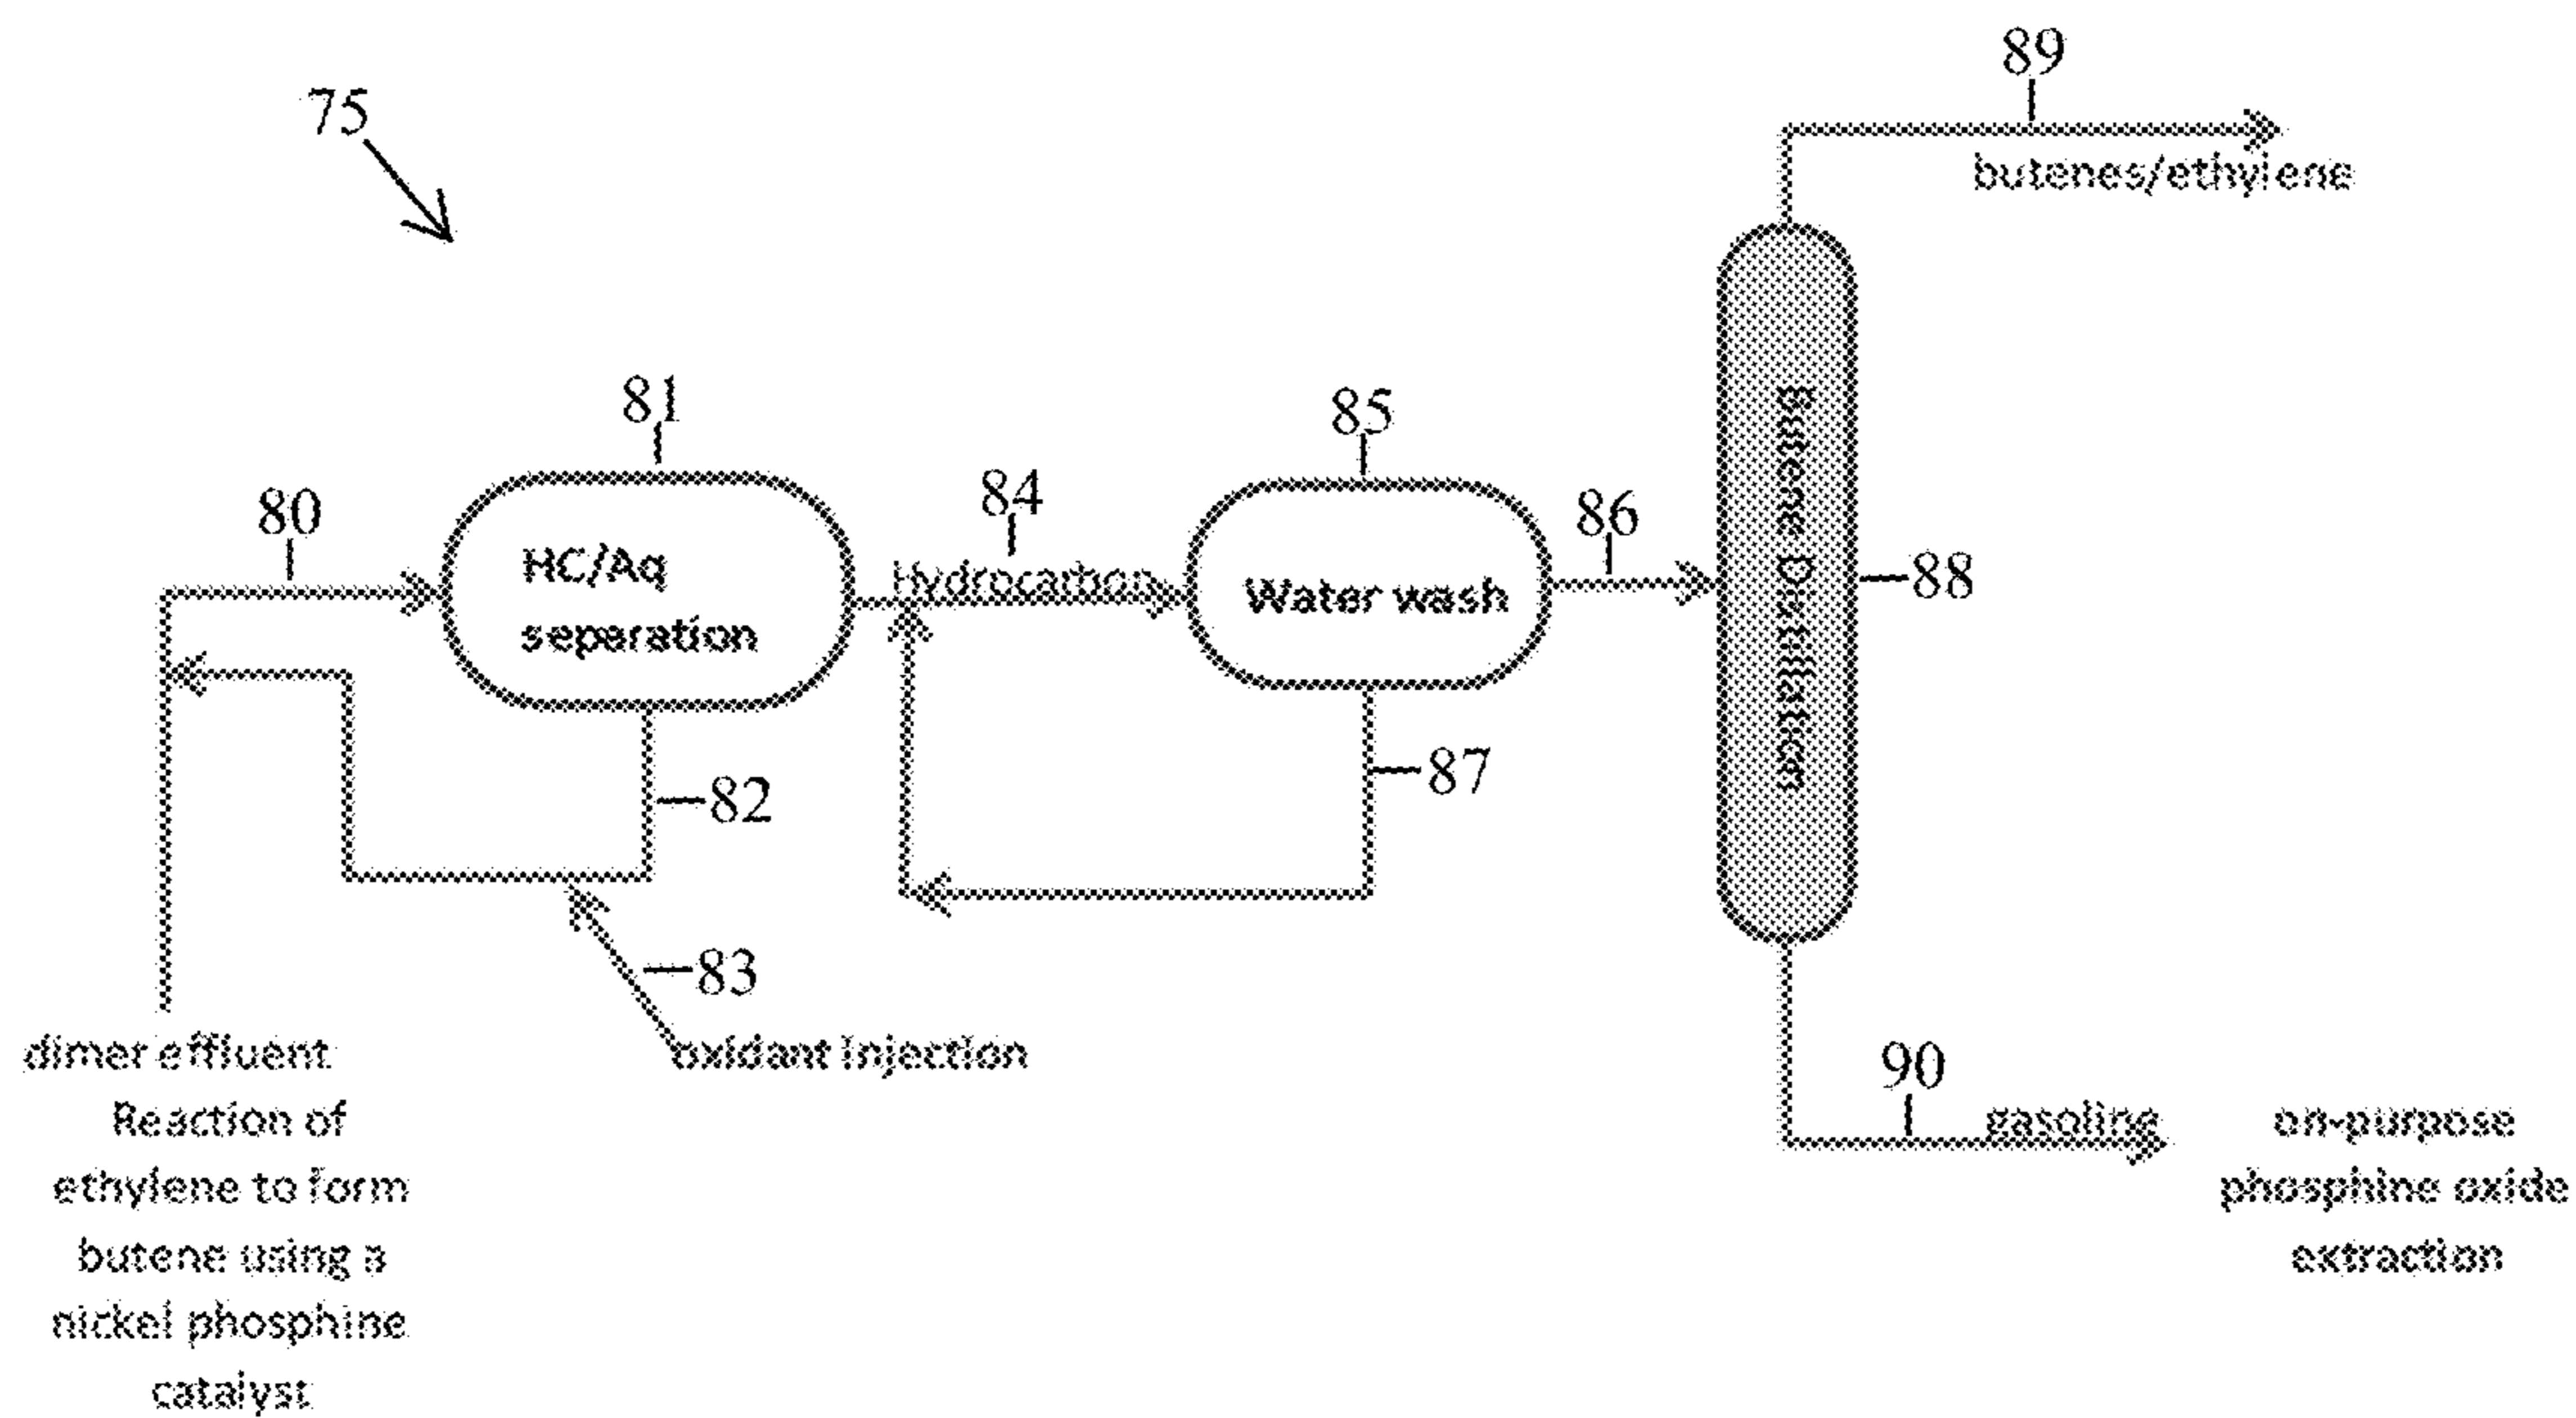 75
89
butenes/ethylene
81
85
80
84
86
HC/Aq
separation
Hydrocarbon
Water wash
Butene Distillation
88
82
87
83
oxidant injection
90
gasoline
on-purpose
phosphine oxide
extraction
dimer effluent
Reaction of
ethylene to form
butene using a
nickel phosphine
catalyst